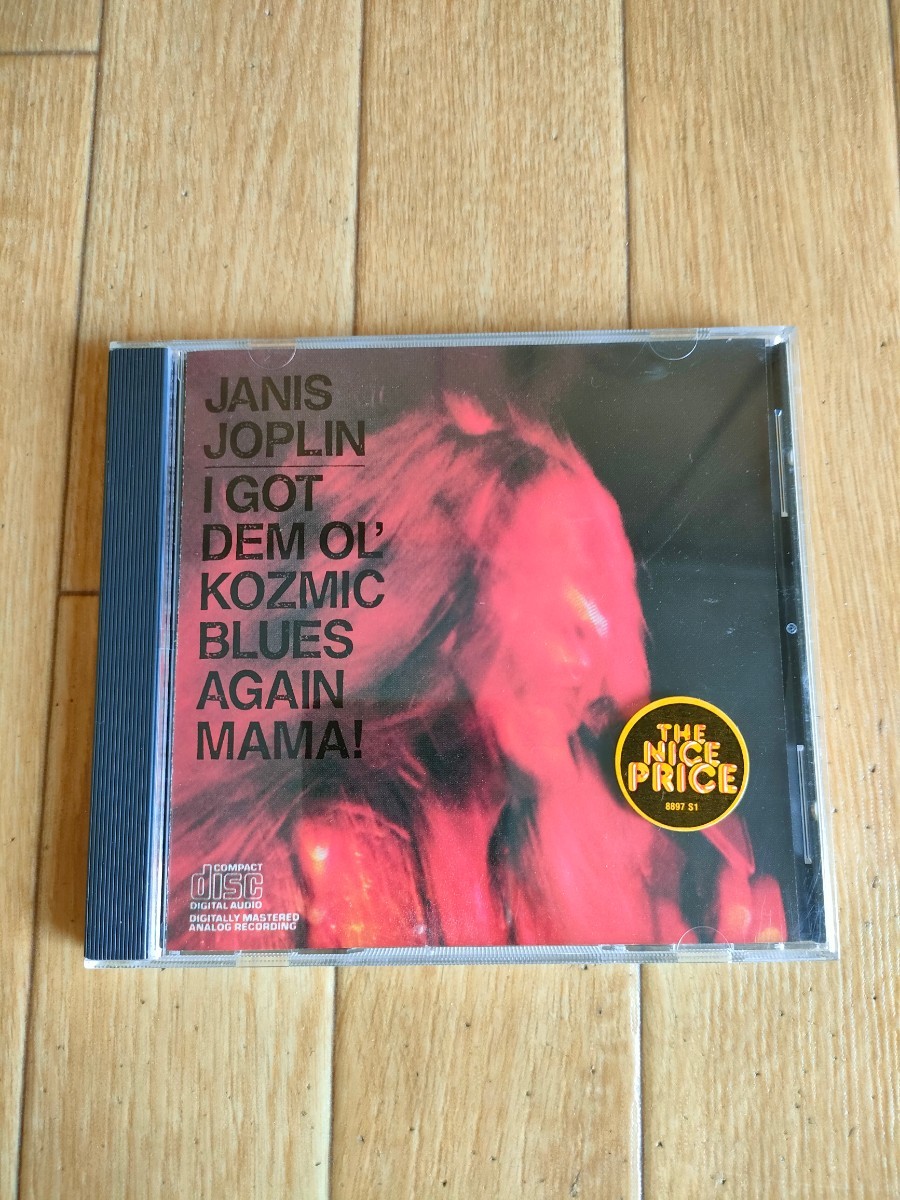 JANIS
JOPLIN
I GOT
DEM OL'
KOZMIC
BLUES
AGAIN
MAMA!
THE
NICE
PRICE
8897 S1
COMPACT
disc
DIGITAL AUDIO
DIGITALLY MASTERED
ANALOG RECORDING